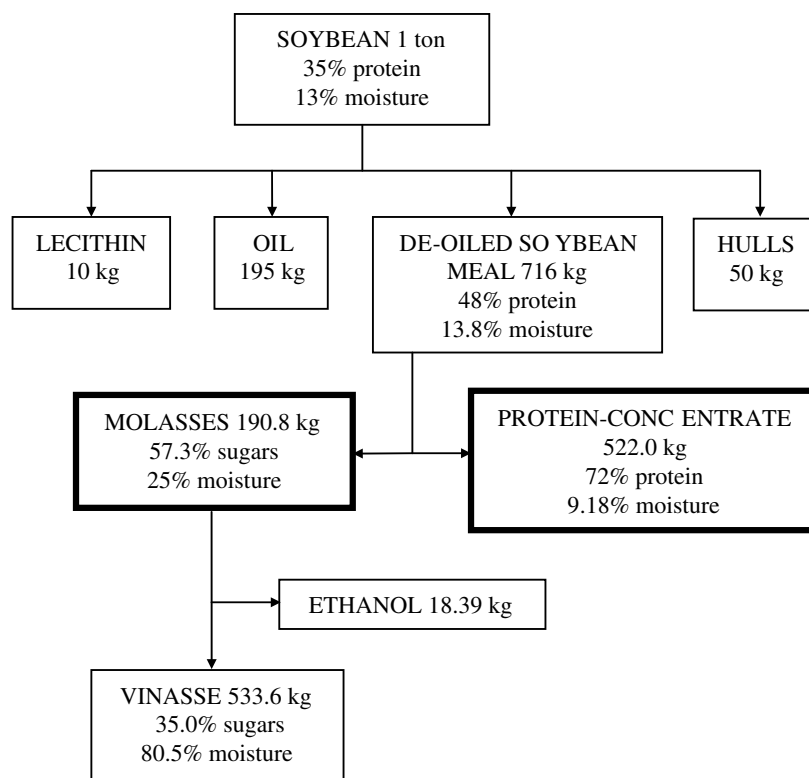 SOYBEAN 1 ton
35% protein
13% moisture
LECITHIN
10 kg
OIL
195 kg
DE-OILED SO YBEAN
MEAL 716 kg
48% protein
13.8% moisture
HULLS
50 kg
MOLASSES 190.8 kg
57.3% sugars
25% moisture
PROTEIN-CONC ENTRATE
522.0 kg
72% protein
9.18% moisture
ETHANOL 18.39 kg
VINASSE 533.6 kg
35.0% sugars
80.5% moisture